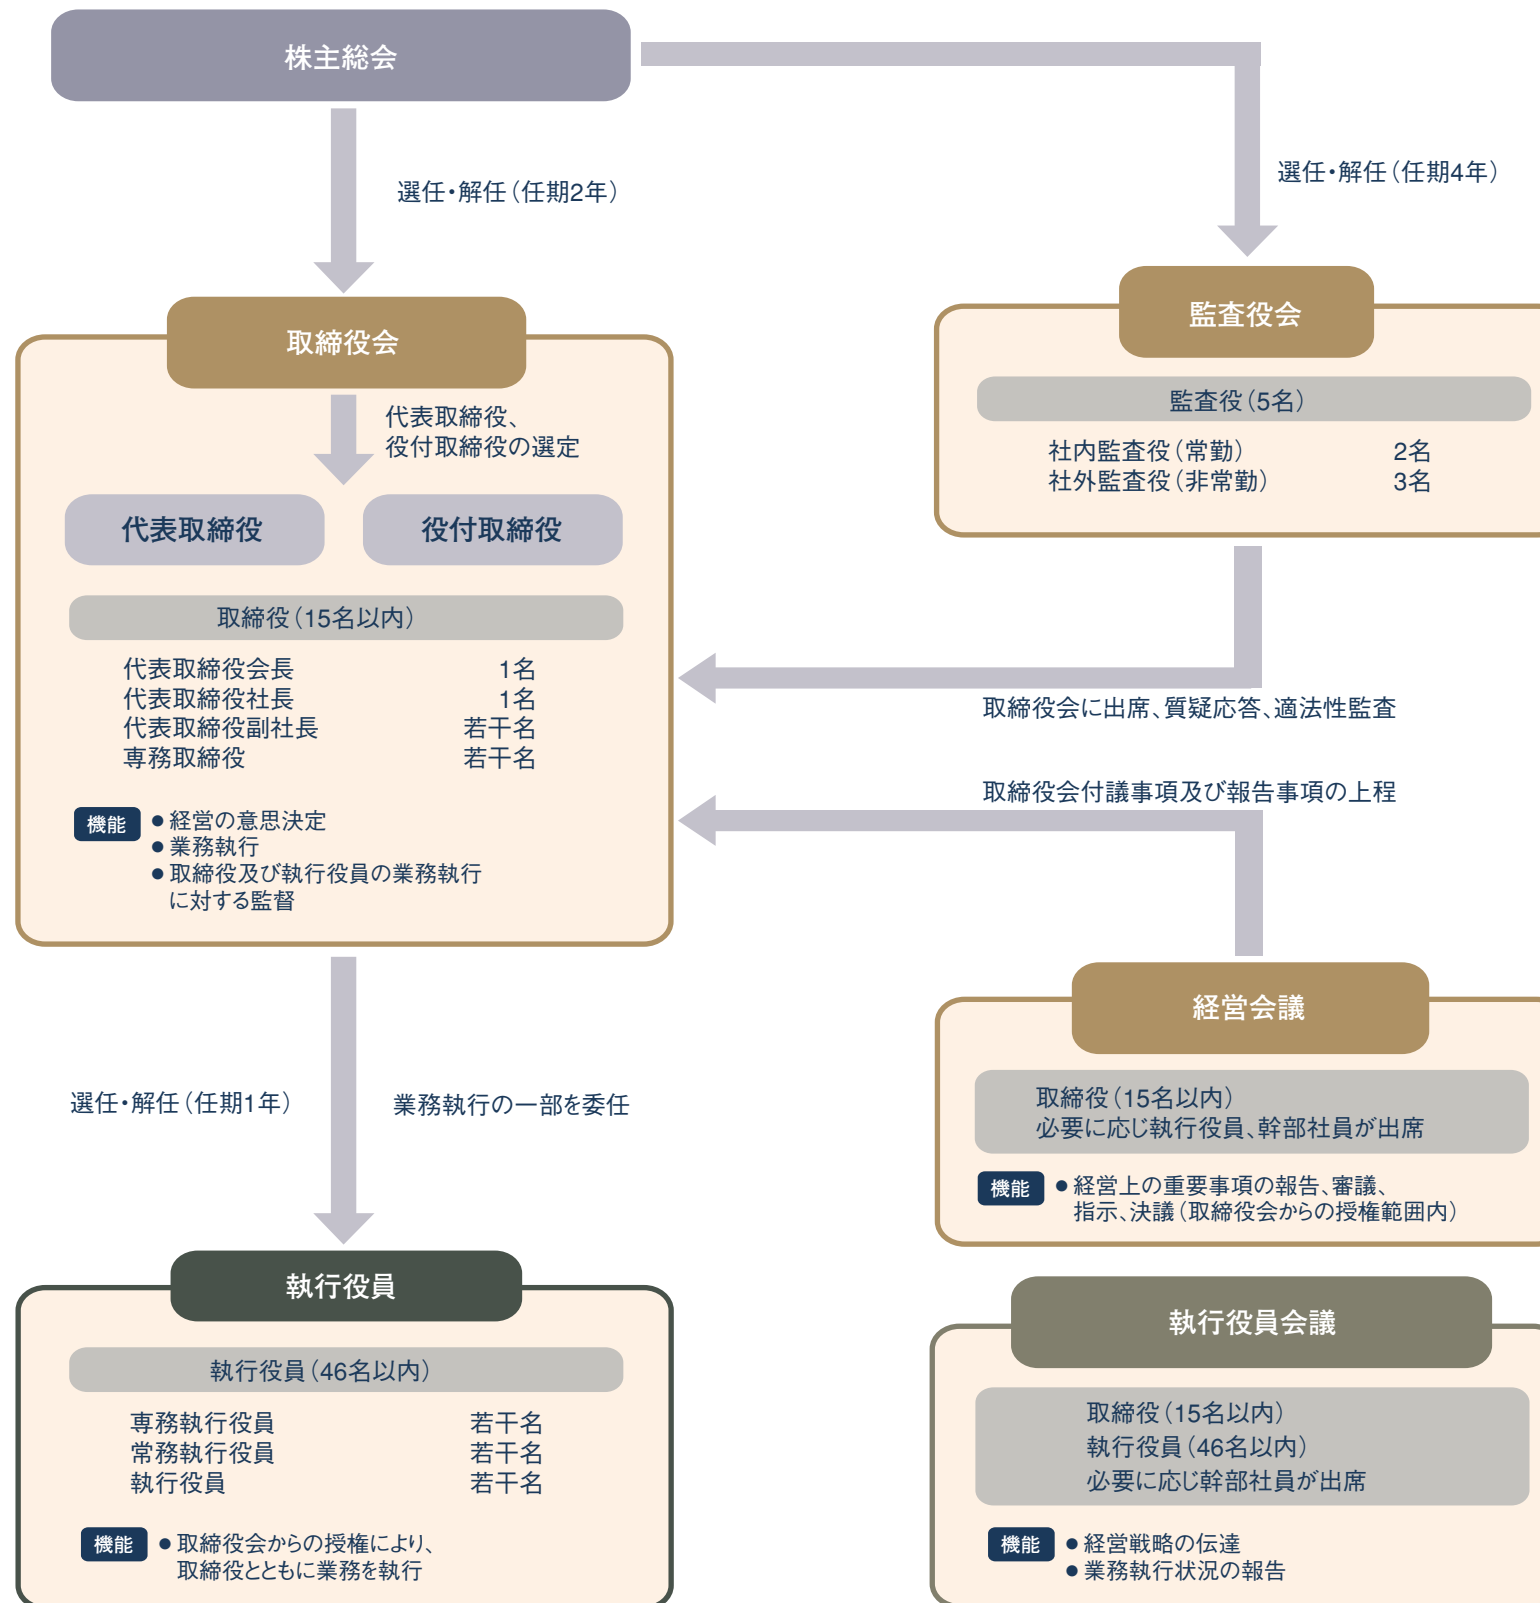 株主総会
選任・解任（任期2年）
選任・解任（任期4年）
取締役会
代表取締役、
役付取締役の選定
代表取締役
役付取締役
取締役（15名以内）
代表取締役会長 1名
代表取締役社長 1名
代表取締役副社長 若干名
専務取締役 若干名
機能 ●経営の意思決定
●業務執行
●取締役及び執行役員の業務執行
に対する監督
監査役会
監査役（5名）
社内監査役（常勤） 2名
社外監査役（非常勤） 3名
取締役会に出席、質疑応答、適法性監査
取締役会付議事項及び報告事項の上程
選任・解任（任期1年）
業務執行の一部を委任
経営会議
取締役（15名以内）
必要に応じ執行役員、幹部社員が出席
機能 ●経営上の重要事項の報告、審議、
指示、決議（取締役会からの授権範囲内）
執行役員
執行役員（46名以内）
専務執行役員 若干名
常務執行役員 若干名
執行役員 若干名
機能 ●取締役会からの授権により、
取締役とともに業務を執行
執行役員会議
取締役（15名以内）
執行役員（46名以内）
必要に応じ幹部社員が出席
機能 ●経営戦略の伝達
●業務執行状況の報告